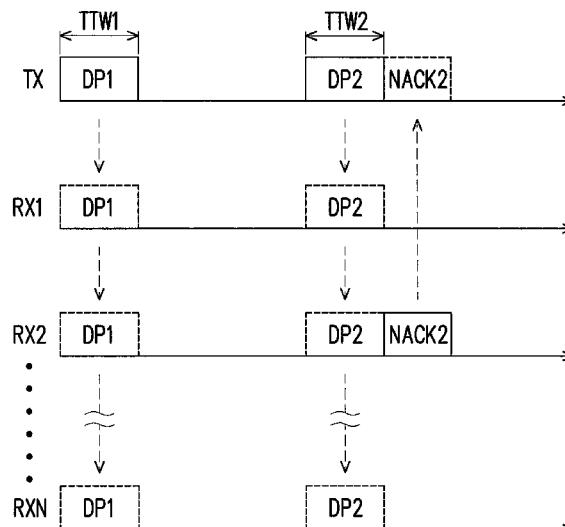 TTW1 TTW2
TX DP1 DP2 NACK2
RX1 DP1 DP2
RX2 DP1 DP2 NACK2
RXN DP1 DP2